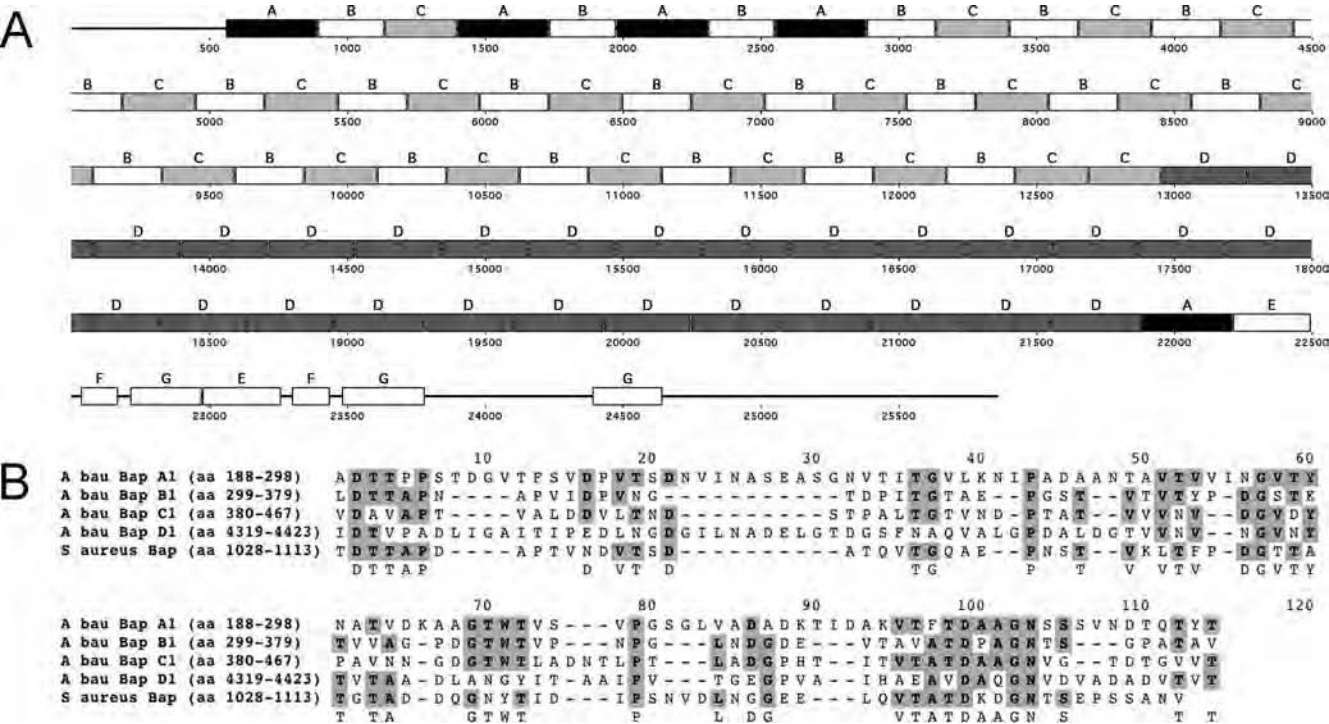 A
A B C A B A B A B C B C B C
500 1000 1500 2000 2500 3000 3500 4000 4500
B C B C B C B C B C B C B C B C B C
5000 5500 6000 6500 7000 7500 8000 8500 9000
B C B C B C B C B C B C B C C D D
9500 10000 10500 11000 11500 12000 12500 13000 13500
D D D D D D D D D D D D D D
14000 14500 15000 15500 16000 16500 17000 17500 18000
D D D D D D D D D D D D A E
18500 19000 19500 20000 20500 21000 21500 22000 22500
F G E F G G
23000 23500 24000 24500 25000 25500
B
10 20 30 40 50 60
A bau Bap A1 (aa 188-298) ADTTPPSTDGVTFSVDPVTSDNVINASEASGNVTITGVLKNIPADAANTAVTVVINGVTY
A bau Bap B1 (aa 299-379) LDTTAPN----APVIDPVNG----------TDPITGTAE--PGST--VTVTYP-DGSTK
A bau Bap C1 (aa 380-467) VDAVAPT----VALDDVLTND---------STPALTGTVND-PTAT--VVVNV--DGVDY
A bau Bap D1 (aa 4319-4423) IDTVPADLIGAITIPEDLNGDGILNADELGTDGSFNAQVALGPDALDGTVVNV--NGVNY
S aureus Bap (aa 1028-1113) TDTTAPD----APTVNDVTSD---------ATQVTGQAE--PNST--VKLTFP-DGTTA
DTTAP D VT D TG P T V VTV DGVTY
70 80 90 100 110 120
A bau Bap A1 (aa 188-298) NATVDKAAGTWTVS---VPGSGLVADADKTIDAKVTFTDAAGNSSSVNDTQTYT
A bau Bap B1 (aa 299-379) TVVAG-PDGTWTVP---NPG----LNDGDE---VTAVATDPAGNTS---GPATAV
A bau Bap C1 (aa 380-467) PAVNN-GDGTWTLADNTLPT----LADGPHT--ITVTATDAAGNVG--TDTGVVT
A bau Bap D1 (aa 4319-4423) TVTAA-DLANGYIT-AAIPV----TGEGPVA--IHAEAVDAQGNVDVADADVTVT
S aureus Bap (aa 1028-1113) TGTAD-DQGNYTID---IPSNVDLNGGEE---LQVTATDKDGNTSEPSSANV
T TA GTWT P L DG VTATDAAGN S T T